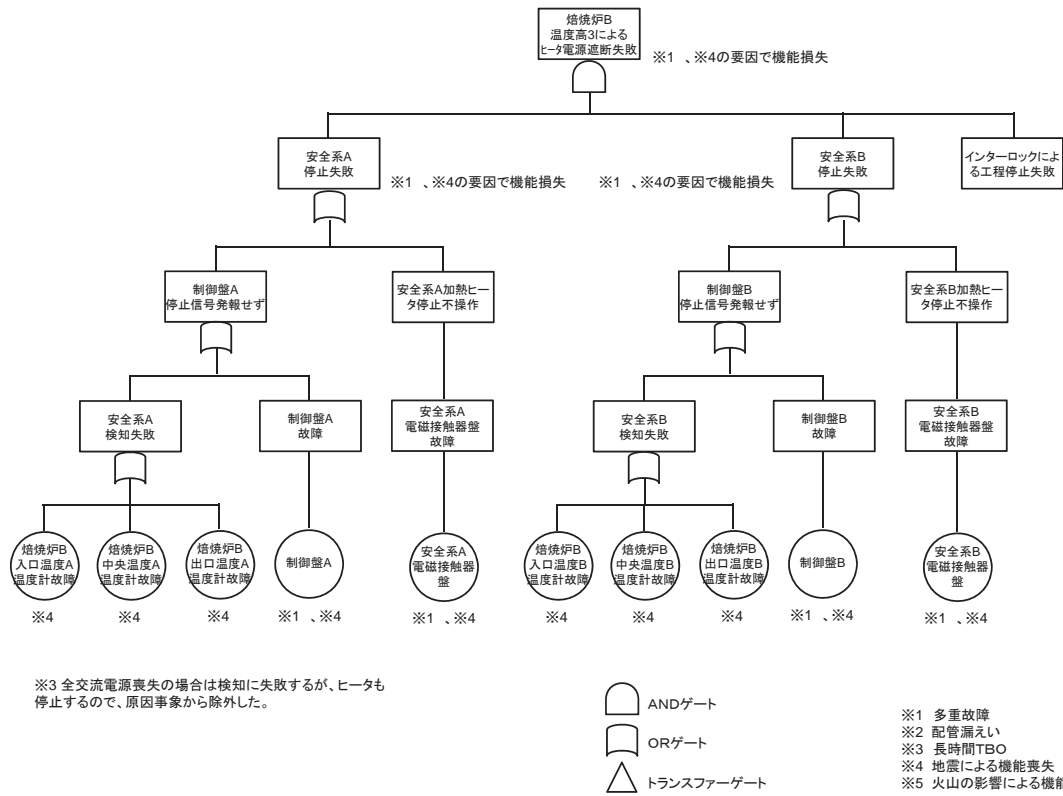 焙焼炉B
温度高3による
ヒータ電源遮断失敗
※1 、※4の要因で機能損失
安全系A
停止失敗
※1 、※4の要因で機能損失
安全系B
停止失敗
※1 、※4の要因で機能損失
インターロックによ
る工程停止失敗
制御盤A
停止信号発報せず
安全系A加熱ヒー
タ停止不操作
制御盤B
停止信号発報せず
安全系B加熱ヒー
タ停止不操作
安全系A
検知失敗
制御盤A
故障
安全系A
電磁接触器盤
故障
安全系B
検知失敗
制御盤B
故障
安全系B
電磁接触器盤
故障
焙焼炉B
入口温度A
温度計故障
焙焼炉B
中央温度A
温度計故障
焙焼炉B
出口温度A
温度計故障
制御盤A
安全系A
電磁接触器
盤
焙焼炉B
入口温度B
温度計故障
焙焼炉B
中央温度B
温度計故障
焙焼炉B
出口温度B
温度計故障
制御盤B
安全系B
電磁接触器
盤
※4
※4
※4
※1 、※4
※1 、※4
※4
※4
※4
※1 、※4
※1 、※4
※3 全交流電源喪失の場合は検知に失敗するが、ヒータも
停止するので、原因事象から除外した。
ANDゲート
ORゲート
トランスファーゲート
※1 多重故障
※2 配管漏えい
※3 長時間TBO
※4 地震による機能喪失
※5 火山の影響による機能